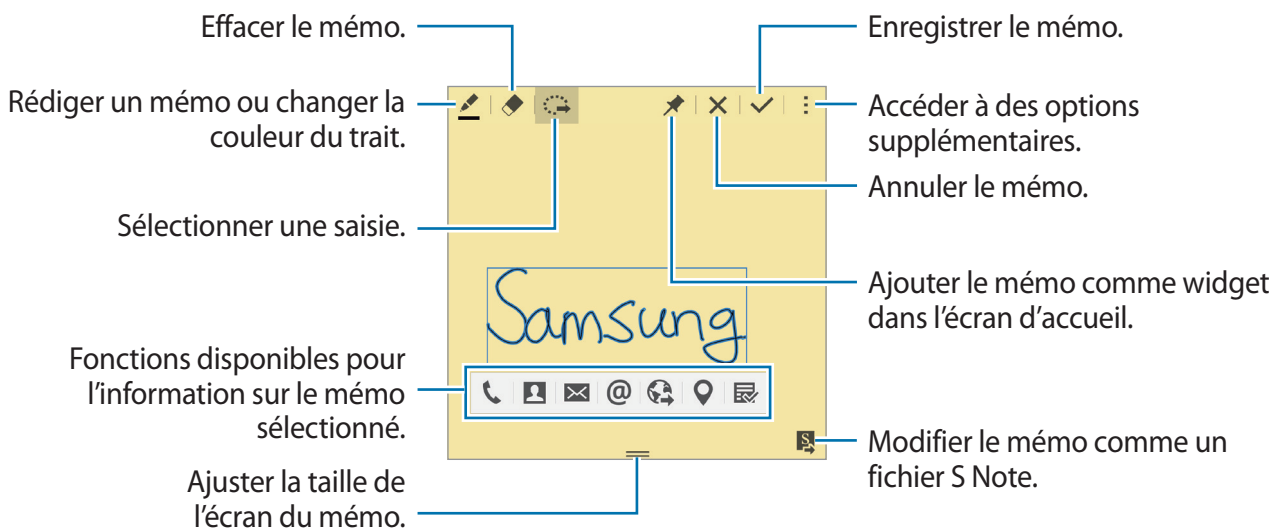 Effacer le mémo.
Enregistrer le mémo.
Rédiger un mémo ou changer la
couleur du trait.
Accéder à des options
supplémentaires.
Annuler le mémo.
Sélectionner une saisie.
Ajouter le mémo comme widget
dans l’écran d’accueil.
Samsung
Fonctions disponibles pour
l’information sur le mémo
sélectionné.
@
S
Modifier le mémo comme un
fichier S Note.
Ajuster la taille de
l’écran du mémo.